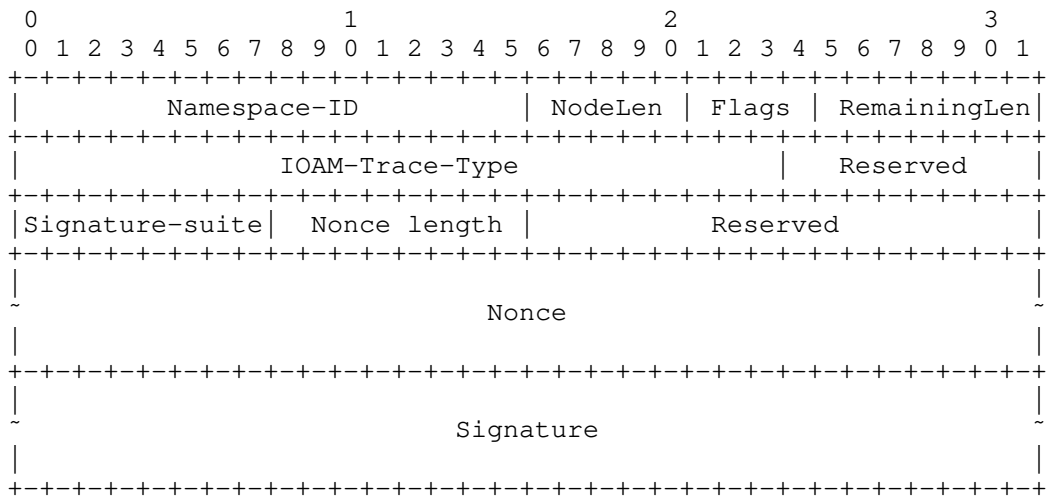 0                   1                   2                   3
 0 1 2 3 4 5 6 7 8 9 0 1 2 3 4 5 6 7 8 9 0 1 2 3 4 5 6 7 8 9 0 1
+-+-+-+-+-+-+-+-+-+-+-+-+-+-+-+-+-+-+-+-+-+-+-+-+-+-+-+-+-+-+-+-+
|        Namespace-ID           | NodeLen | Flags | RemainingLen|
+-+-+-+-+-+-+-+-+-+-+-+-+-+-+-+-+-+-+-+-+-+-+-+-+-+-+-+-+-+-+-+-+
|               IOAM-Trace-Type                 |   Reserved    |
+-+-+-+-+-+-+-+-+-+-+-+-+-+-+-+-+-+-+-+-+-+-+-+-+-+-+-+-+-+-+-+-+
|Signature-suite|  Nonce length |           Reserved            |
+-+-+-+-+-+-+-+-+-+-+-+-+-+-+-+-+-+-+-+-+-+-+-+-+-+-+-+-+-+-+-+-+
|                                                               |
~                            Nonce                              ~
|                                                               |
+-+-+-+-+-+-+-+-+-+-+-+-+-+-+-+-+-+-+-+-+-+-+-+-+-+-+-+-+-+-+-+-+
|                                                               |
~                          Signature                            ~
|                                                               |
+-+-+-+-+-+-+-+-+-+-+-+-+-+-+-+-+-+-+-+-+-+-+-+-+-+-+-+-+-+-+-+-+